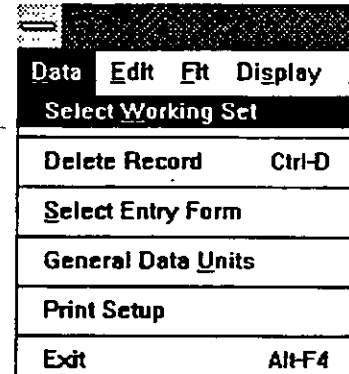 Data Edit Fit Display
Select Working Set
Delete Record Ctrl-D
Select Entry Form
General Data Units
Print Setup
Exit Alt-F4